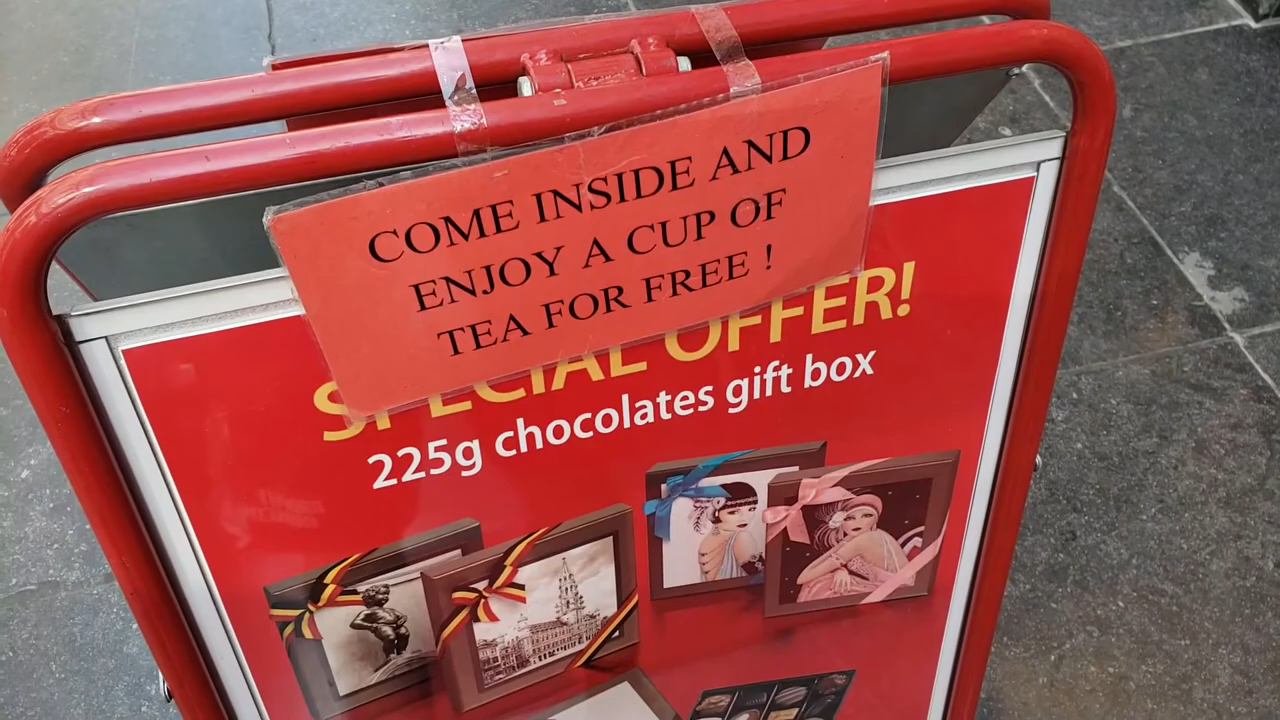 COME INSIDE AND
ENJOY A CUP OF
TEA FOR FREE !
SPECIAL OFFER!
225g chocolates gift box